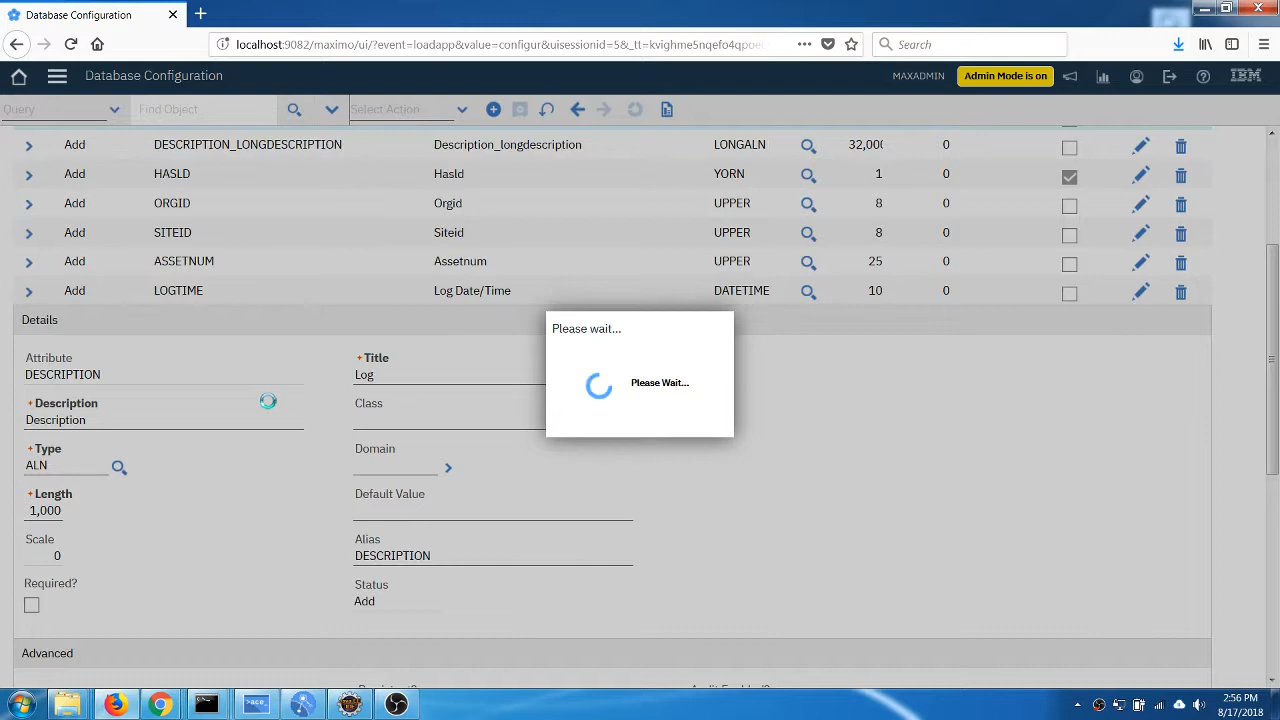 Database Configuration
localhost:9082/maximo/ui/?event=loadapp&value=configur&uisessionid=5&_tt=kvighme5nqefu4qpoec
Search
Database Configuration
MAXADMIN
Admin Mode is on
IBM
Query
Find Object
Select Action
Add DESCRIPTION_LONGDESCRIPTION Description_longdescription LONGALN 32,000 0
Add HASLD Hasld YORN 1 0
Add ORGID Orgid UPPER 8 0
Add SITEID Siteid UPPER 8 0
Add ASSETNUM Assetnum UPPER 25 0
Add LOGTIME Log Date/Time DATETIME 10 0
Details
Please wait...
Please Wait...
Attribute
DESCRIPTION
Title
Log
Description
Description
Class
Type
ALN
Domain
Length
1,000
Default Value
Scale
0
Alias
DESCRIPTION
Required?
Status
Add
Advanced
2:56 PM
8/17/2018